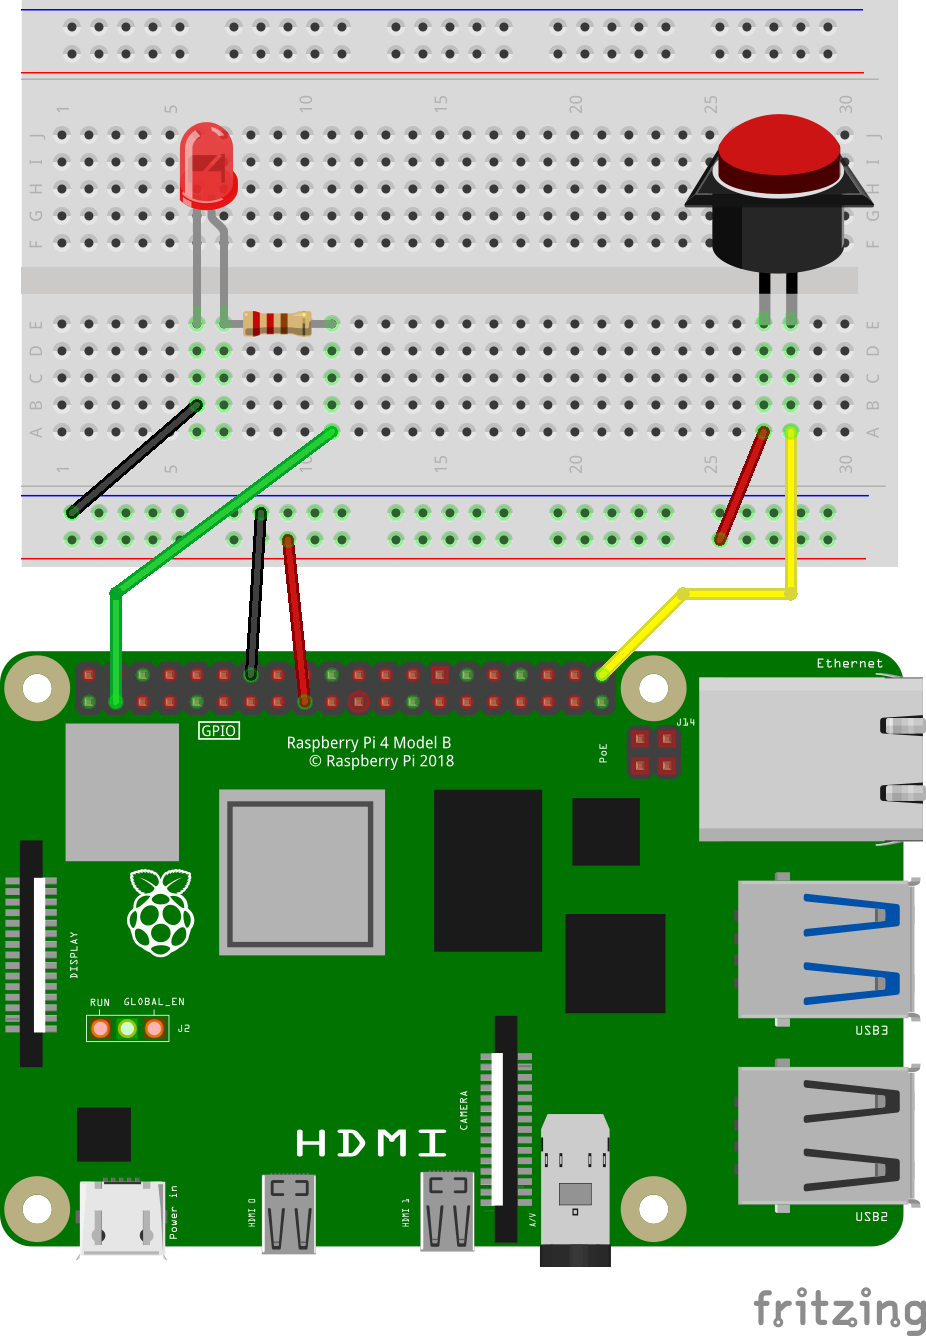 1 5 10 15 20 25 30
J J
I I
H H
G G
F F
E E
D D
C C
B B
A A
1 5 10 15 20 25 30
Ethernet
J14
GPIO
PoE
Raspberry Pi 4 Model B
© Raspberry Pi 2018
DISPLAY
RUN GLOBAL_EN
J2
USB3
CAMERA
HDMI
Power in
HDMI 0
HDMI 1
A/V
USB2
fritzing